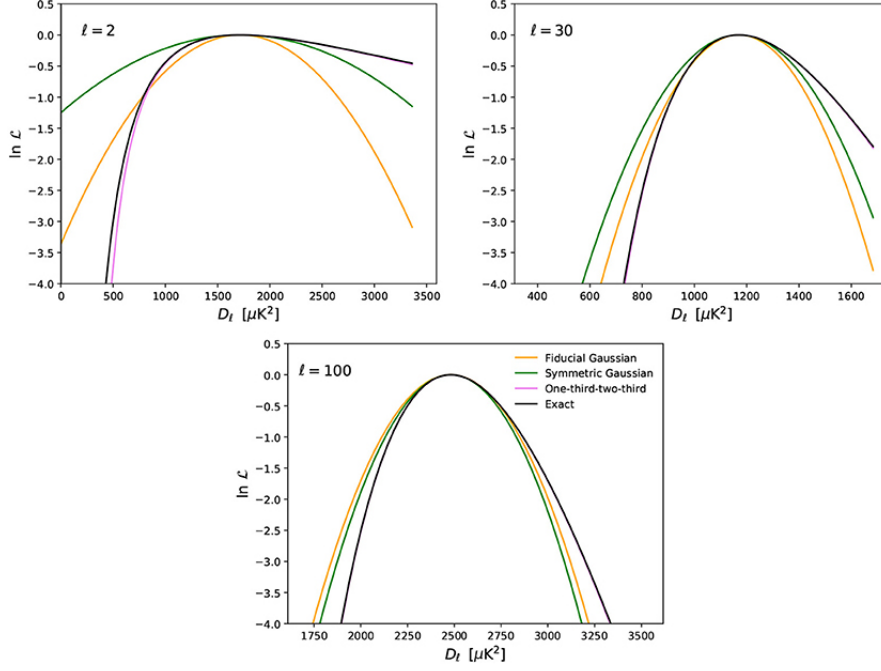 0.5
0.0
−0.5
−1.0
−1.5
−2.0
−2.5
−3.0
−3.5
−4.0
ln ℒ
ℓ = 2
0 500 1000 1500 2000 2500 3000 3500
Dℓ [μK²]
0.5
0.0
−0.5
−1.0
−1.5
−2.0
−2.5
−3.0
−3.5
−4.0
ln ℒ
ℓ = 30
400 600 800 1000 1200 1400 1600
Dℓ [μK²]
0.5
0.0
−0.5
−1.0
−1.5
−2.0
−2.5
−3.0
−3.5
−4.0
ln ℒ
ℓ = 100
Fiducial Gaussian
Symmetric Gaussian
One-third-two-third
Exact
1750 2000 2250 2500 2750 3000 3250 3500
Dℓ [μK²]